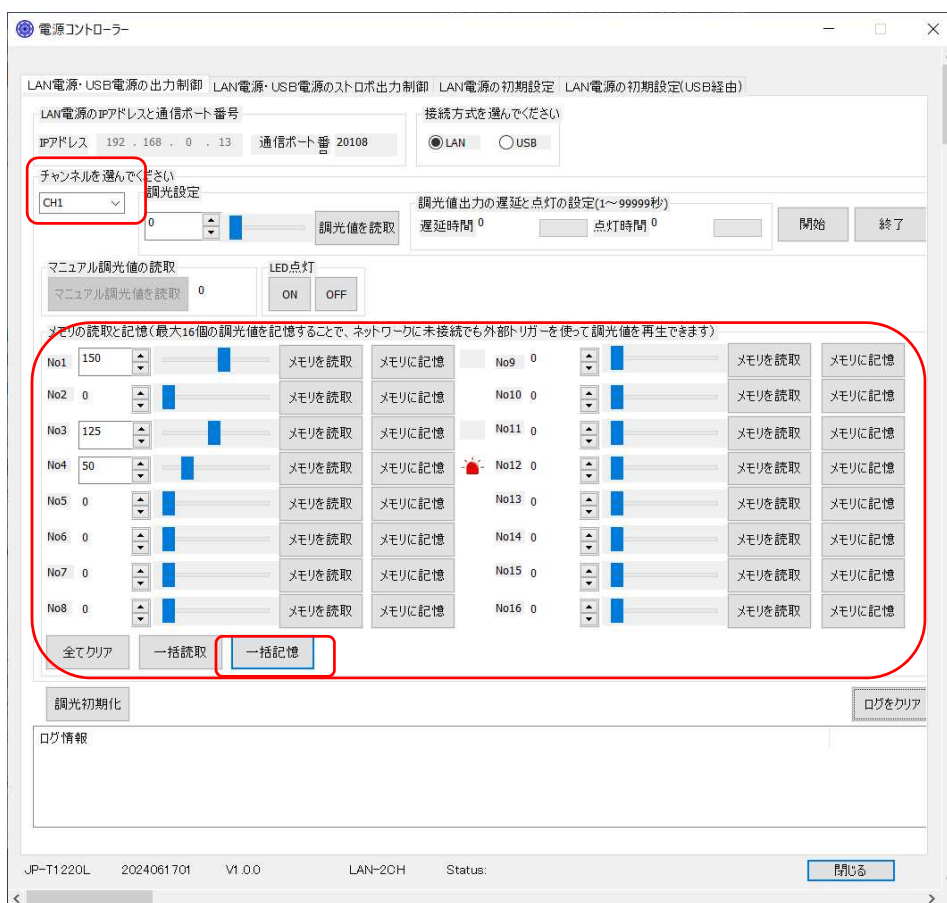 電源コントローラー
LAN電源・USB電源の出力制御 LAN電源・USB電源のストロボ出力制御 LAN電源の初期設定 LAN電源の初期設定(USB経由)
LAN電源のIPアドレスと通信ポート番号 接続方式を選んでください
IPアドレス 192 . 168 . 0 . 13 通信ポート番号 20108 LAN USB
チャンネルを選んでください
CH1
調光設定
0 調光値を読取
調光値出力の遅延と点灯の設定(1～99999秒)
遅延時間 0 点灯時間 0 開始 終了
マニュアル調光値の読取 LED点灯
マニュアル調光値を読取 0 ON OFF
メモリの読取と記憶(最大16個の調光値を記憶することで、ネットワークに未接続でも外部トリガーを使って調光値を再生できます)
No1 150 メモリを読取 メモリに記憶 No9 0 メモリを読取 メモリに記憶
No2 0 メモリを読取 メモリに記憶 No10 0 メモリを読取 メモリに記憶
No3 125 メモリを読取 メモリに記憶 No11 0 メモリを読取 メモリに記憶
No4 50 メモリを読取 メモリに記憶 No12 0 メモリを読取 メモリに記憶
No5 0 メモリを読取 メモリに記憶 No13 0 メモリを読取 メモリに記憶
No6 0 メモリを読取 メモリに記憶 No14 0 メモリを読取 メモリに記憶
No7 0 メモリを読取 メモリに記憶 No15 0 メモリを読取 メモリに記憶
No8 0 メモリを読取 メモリに記憶 No16 0 メモリを読取 メモリに記憶
全てクリア 一括読取 一括記憶
調光初期化 ログをクリア
ログ情報
JP-T1220L 2024061701 V1.0.0 LAN-2CH Status: 閉じる